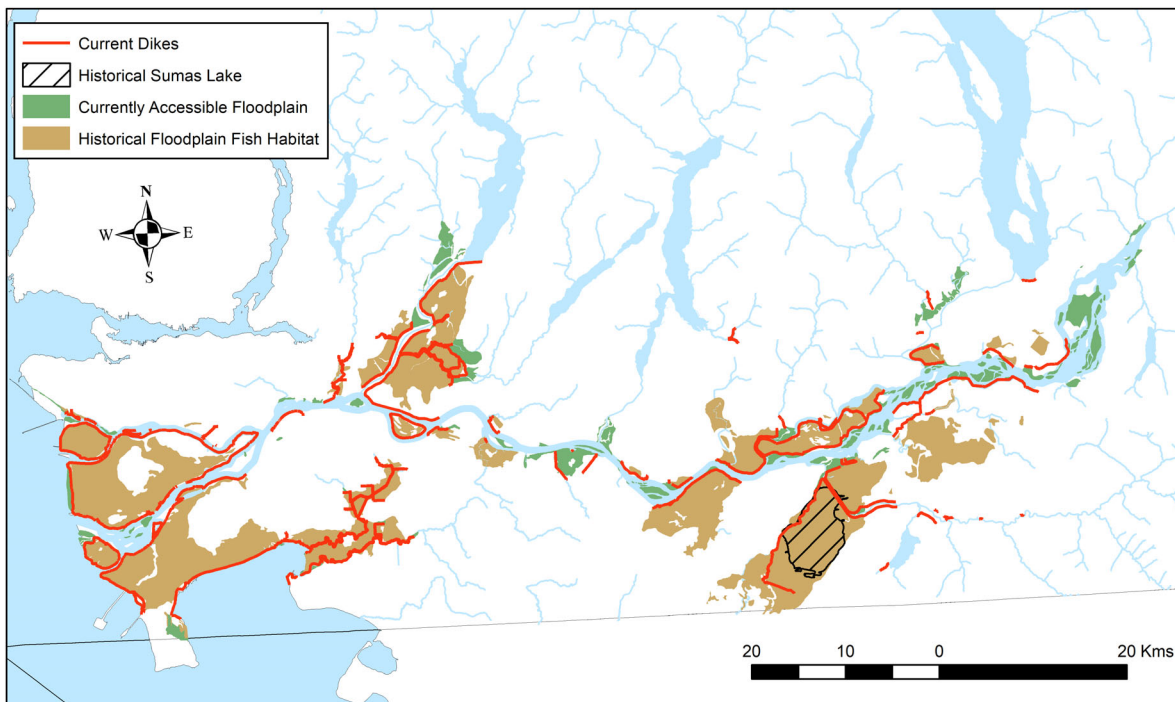 Current Dikes
Historical Sumas Lake
Currently Accessible Floodplain
Historical Floodplain Fish Habitat
N
W E
S
20 10 0 20 Kms